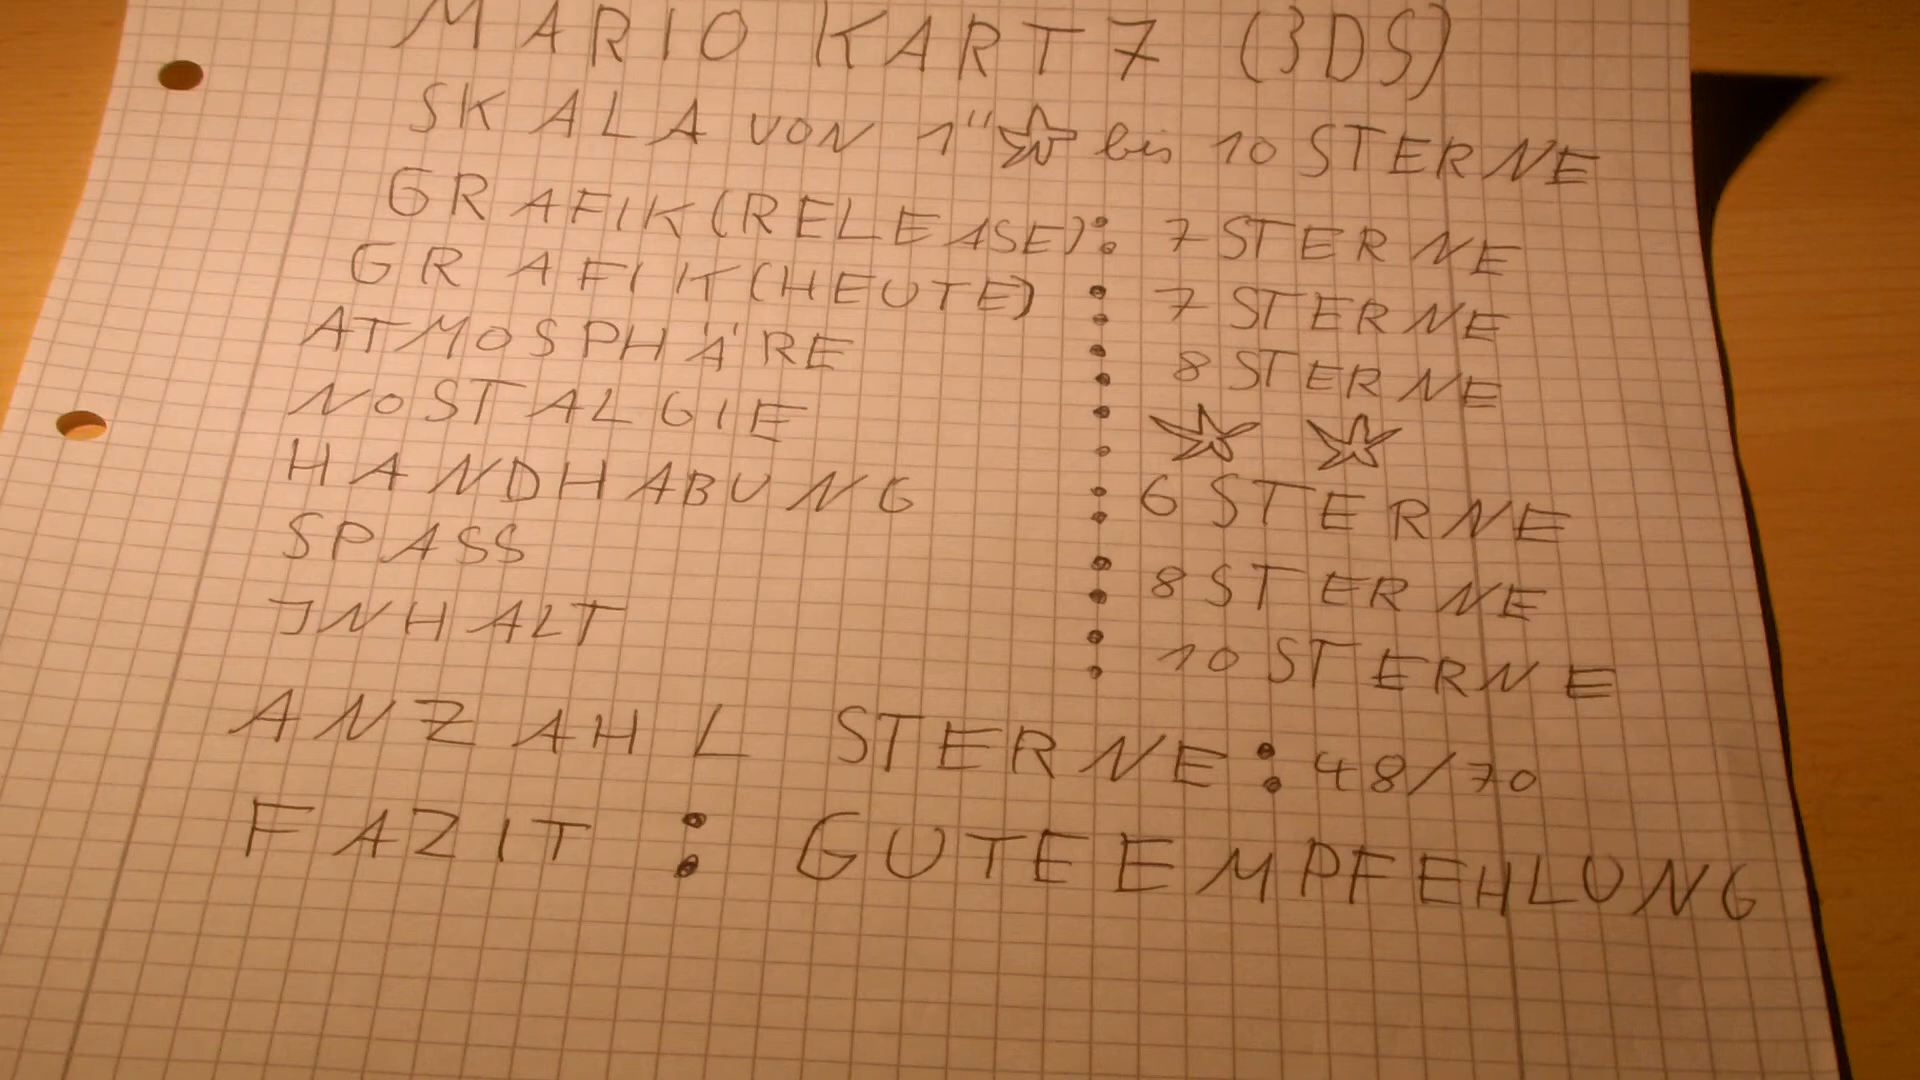 MARIO KART 7 (3DS)
SKALA VON 1" ☆ bis 10 STERNE
GRAFIK (RELEASE): 7 STERNE
GRAFIK (HEUTE) : 7 STERNE
ATMOSPHÄRE : 8 STERNE
NOSTALGIE : ☆ ☆
HANDHABUNG : 6 STERNE
SPASS : 8 STERNE
INHALT : 10 STERNE
ANZAHL STERNE: 48/70
FAZIT : GUTE EMPFEHLUNG